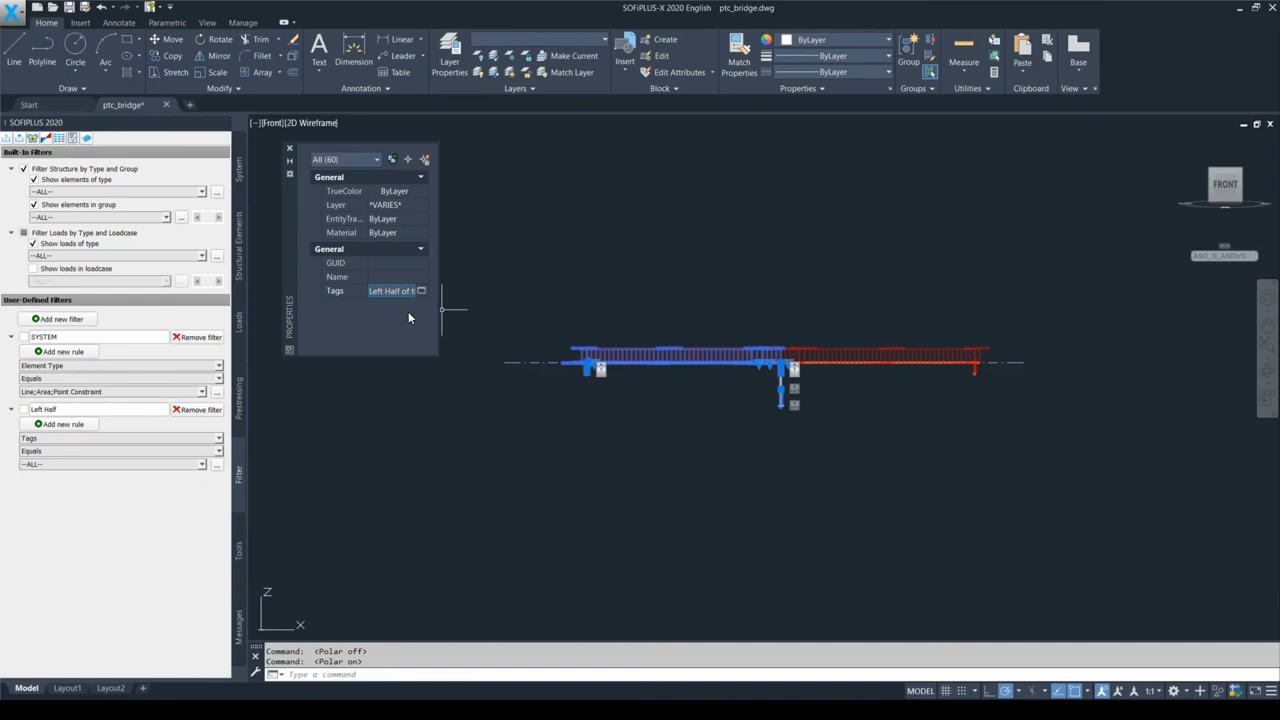 SOFiPLUS-X 2020 English ptc_bridge.dwg
Home Insert Annotate Parametric View Manage
Line Polyline Circle Arc Move Rotate Trim
Copy Mirror Fillet
Stretch Scale Array
Draw Modify
Text Dimension Linear
Leader
Table
Annotation
Layer Properties
Make Current
Match Layer
Layers
Insert Create
Edit
Edit Attributes
Block
Match Properties
ByLayer
ByLayer
ByLayer
Properties
Group
Groups
Measure
Utilities
Paste
Clipboard
Base
View
Start ptc_bridge*
SOFIPLUS 2020
[−][Front][2D Wireframe]
Built-In Filters
Filter Structure by Type and Group
Show elements of type
--ALL--
Show elements in group
--ALL--
Filter Loads by Type and Loadcase
Show loads of type
--ALL--
Show loads in loadcase
--ALL--
User-Defined Filters
Add new filter
SYSTEM Remove filter
Add new rule
Element Type
Equals
Line;Area;Point Constraint
Left Half Remove filter
Add new rule
Tags
Equals
--ALL--
System
Structural Elements
Loads
Prestressing
Filter
Tools
Messages
All (60)
General
TrueColor ByLayer
Layer *VARIES*
EntityTra... ByLayer
Material ByLayer
General
GUID
Name
Tags Left Half of t
PROPERTIES
FRONT
Z
X
Command: <Polar off>
Command: <Polar on>
Type a command
Model Layout1 Layout2
MODEL 1:1